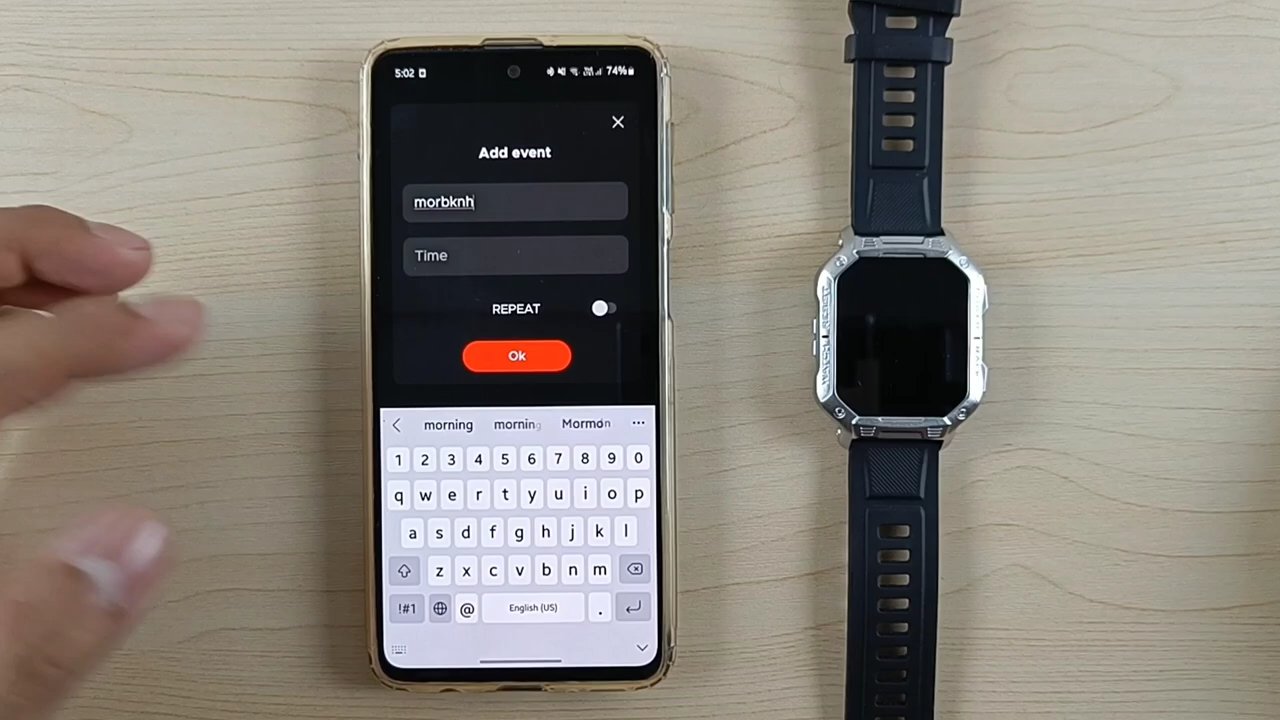 5:02 74%
Add event
morbknh
Time
REPEAT
Ok
morning morning Mormon
1 2 3 4 5 6 7 8 9 0
q w e r t y u i o p
a s d f g h j k l
z x c v b n m
!#1 @ English (US) .